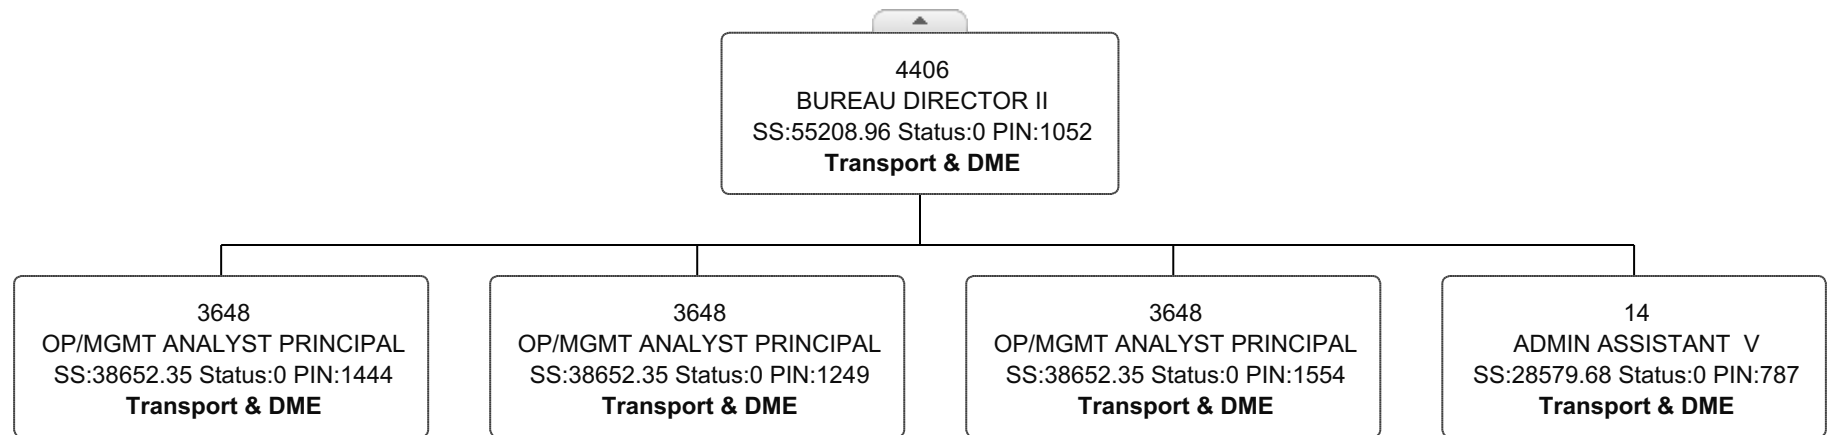 4406
BUREAU DIRECTOR II
SS:55208.96 Status:0 PIN:1052
Transport & DME
3648
OP/MGMT ANALYST PRINCIPAL
SS:38652.35 Status:0 PIN:1444
Transport & DME
3648
OP/MGMT ANALYST PRINCIPAL
SS:38652.35 Status:0 PIN:1249
Transport & DME
3648
OP/MGMT ANALYST PRINCIPAL
SS:38652.35 Status:0 PIN:1554
Transport & DME
14
ADMIN ASSISTANT  V
SS:28579.68 Status:0 PIN:787
Transport & DME